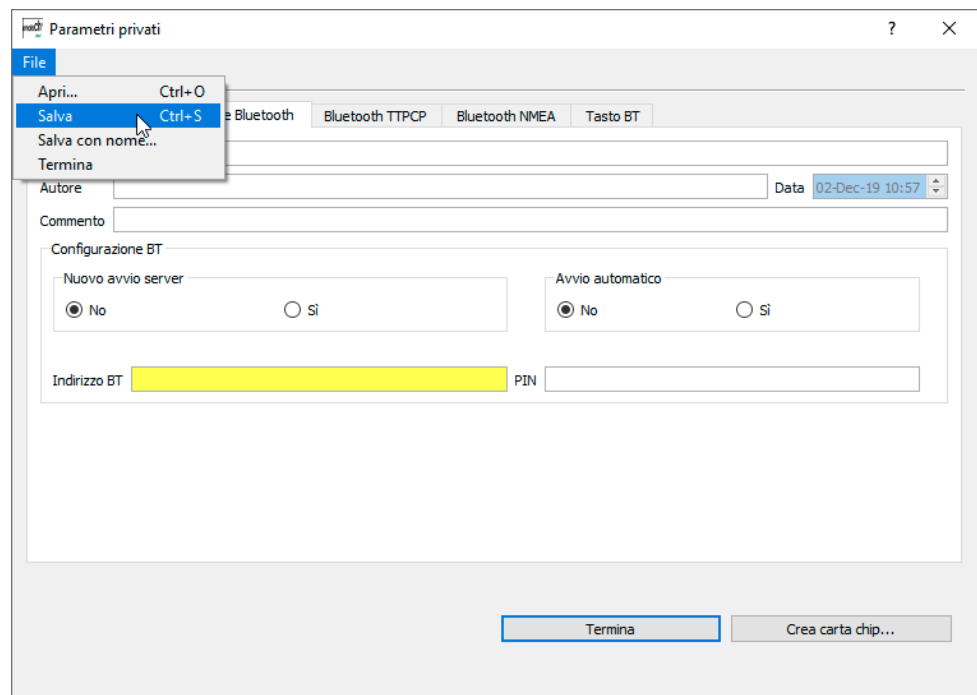 Parametri privati ?
File
Apri... Ctrl+O
Salva Ctrl+S
Salva con nome...
Termina
e Bluetooth Bluetooth TTPCP Bluetooth NMEA Tasto BT
Autore Data 02-Dec-19 10:57
Commento
Configurazione BT
Nuovo avvio server Avvio automatico
No Sì No Sì
Indirizzo BT PIN
Termina Crea carta chip...